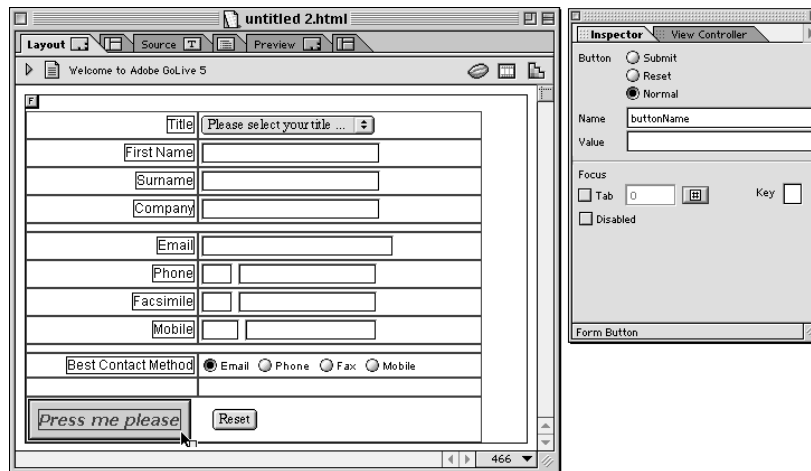 untitled 2.html
Layout Source T Preview
Welcome to Adobe GoLive 5
F
Title Please select your title ...
First Name
Surname
Company
Email
Phone
Facsimile
Mobile
Best Contact Method Email Phone Fax Mobile
Press me please Reset
466
Inspector View Controller
Button Submit
Reset
Normal
Name buttonName
Value
Focus
Tab 0 Key
Disabled
Form Button